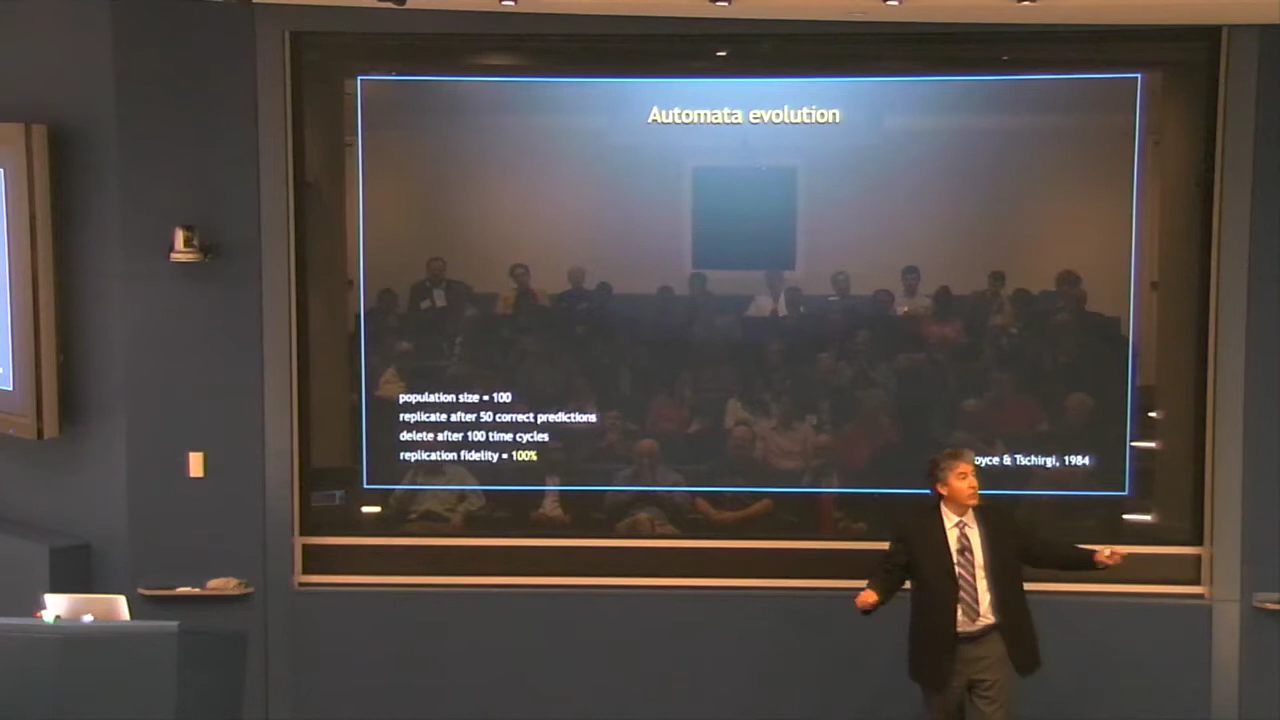 Automata evolution
population size = 100
replicate after 50 correct predictions
delete after 100 time cycles
replication fidelity = 100%
oyce & Tschirgi, 1984